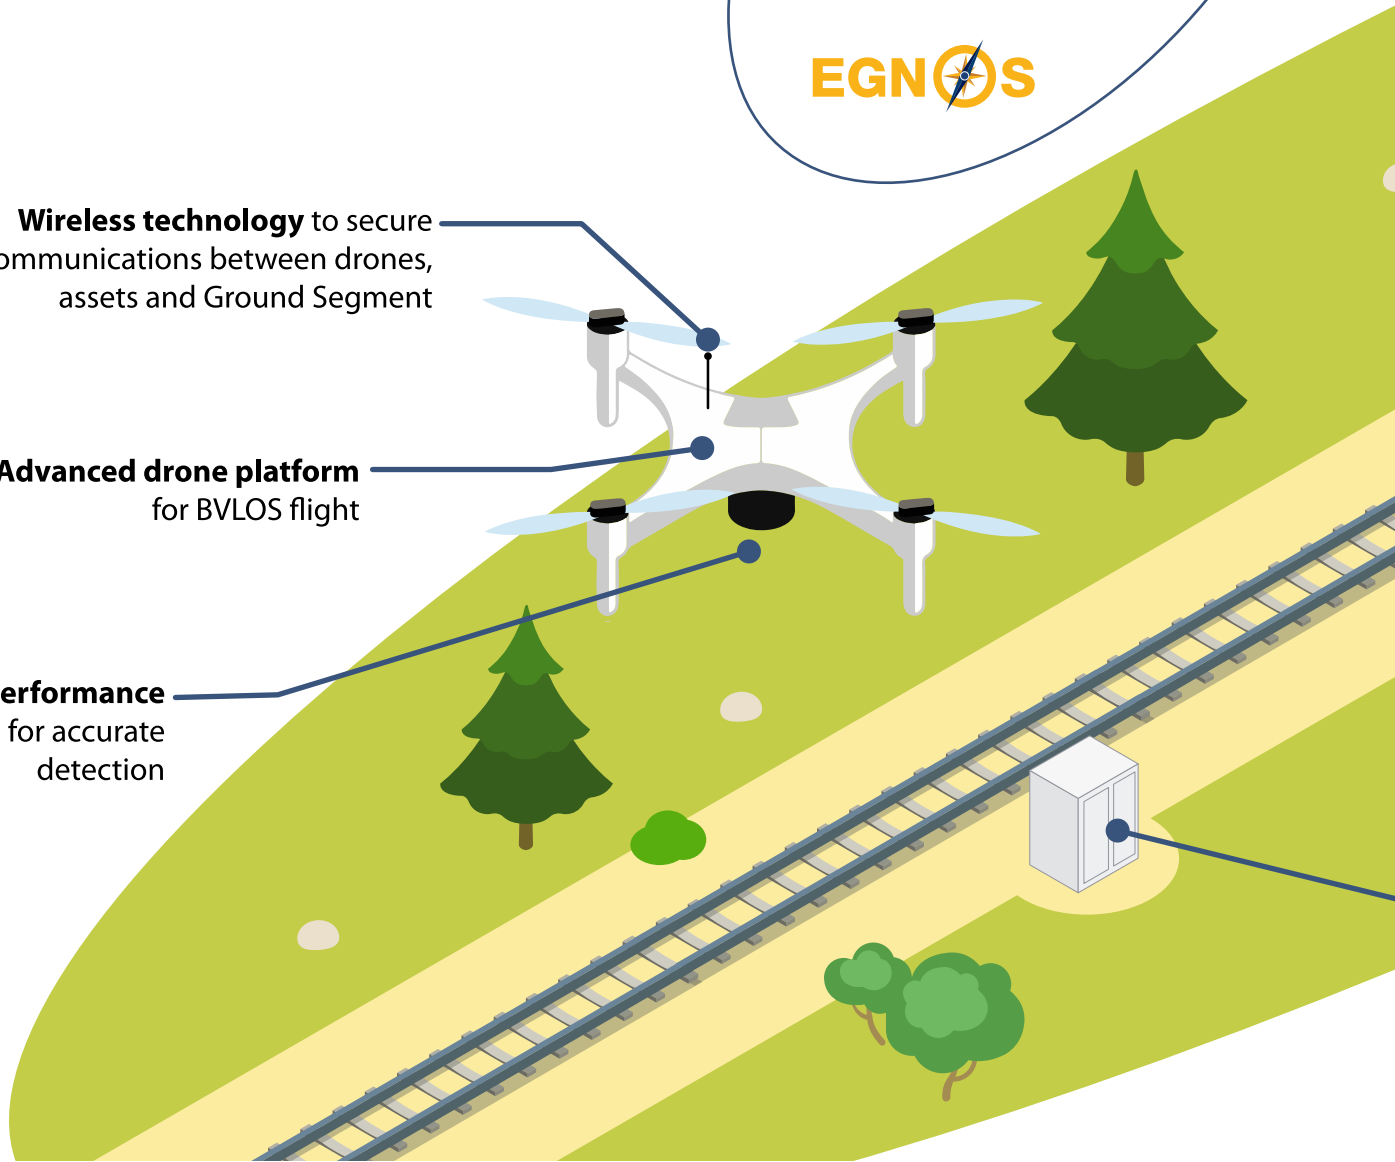 EGNOS
Wireless technology to secure
ommunications between drones,
assets and Ground Segment
Advanced drone platform
for BVLOS flight
erformance
for accurate
detection